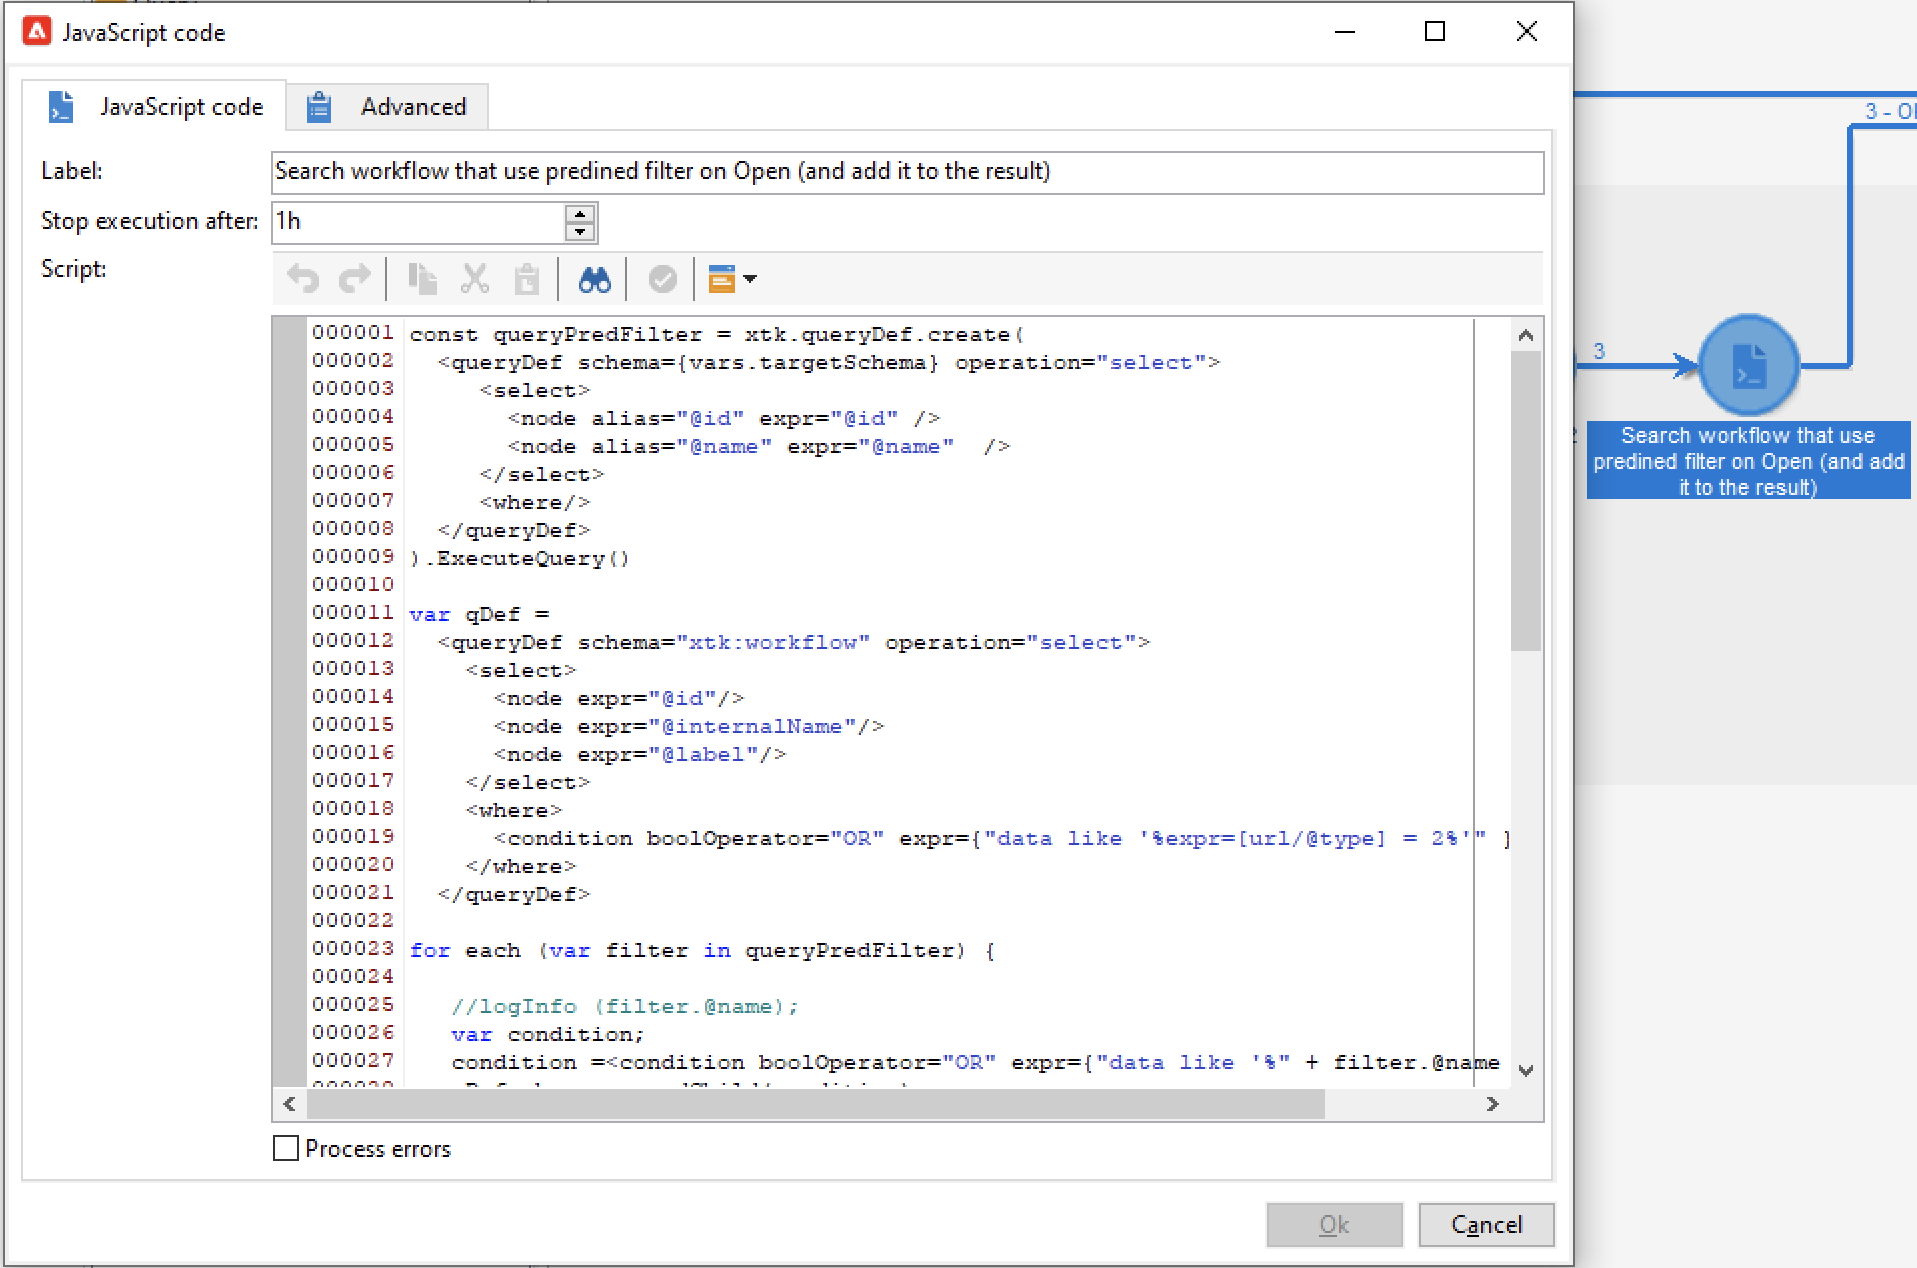 JavaScript code
JavaScript code
Advanced
Label:
Search workflow that use predined filter on Open (and add it to the result)
Stop execution after:
1h
Script:
000001 const queryPredFilter = xtk.queryDef.create(
000002   <queryDef schema={vars.targetSchema} operation="select">
000003      <select>
000004        <node alias="@id" expr="@id" />
000005        <node alias="@name" expr="@name"  />
000006      </select>
000007      <where/>
000008   </queryDef>
000009 ).ExecuteQuery()
000010
000011 var qDef =
000012   <queryDef schema="xtk:workflow" operation="select">
000013     <select>
000014       <node expr="@id"/>
000015       <node expr="@internalName"/>
000016       <node expr="@label"/>
000017     </select>
000018     <where>
000019       <condition boolOperator="OR" expr={"data like '%expr=[url/@type] = 2%'" }
000020     </where>
000021   </queryDef>
000022
000023 for each (var filter in queryPredFilter) {
000024
000025    //logInfo (filter.@name);
000026    var condition;
000027    condition =<condition boolOperator="OR" expr={"data like '%" + filter.@name
Process errors
Ok
Cancel
3 - Ol
3
Search workflow that use
predined filter on Open (and add
it to the result)